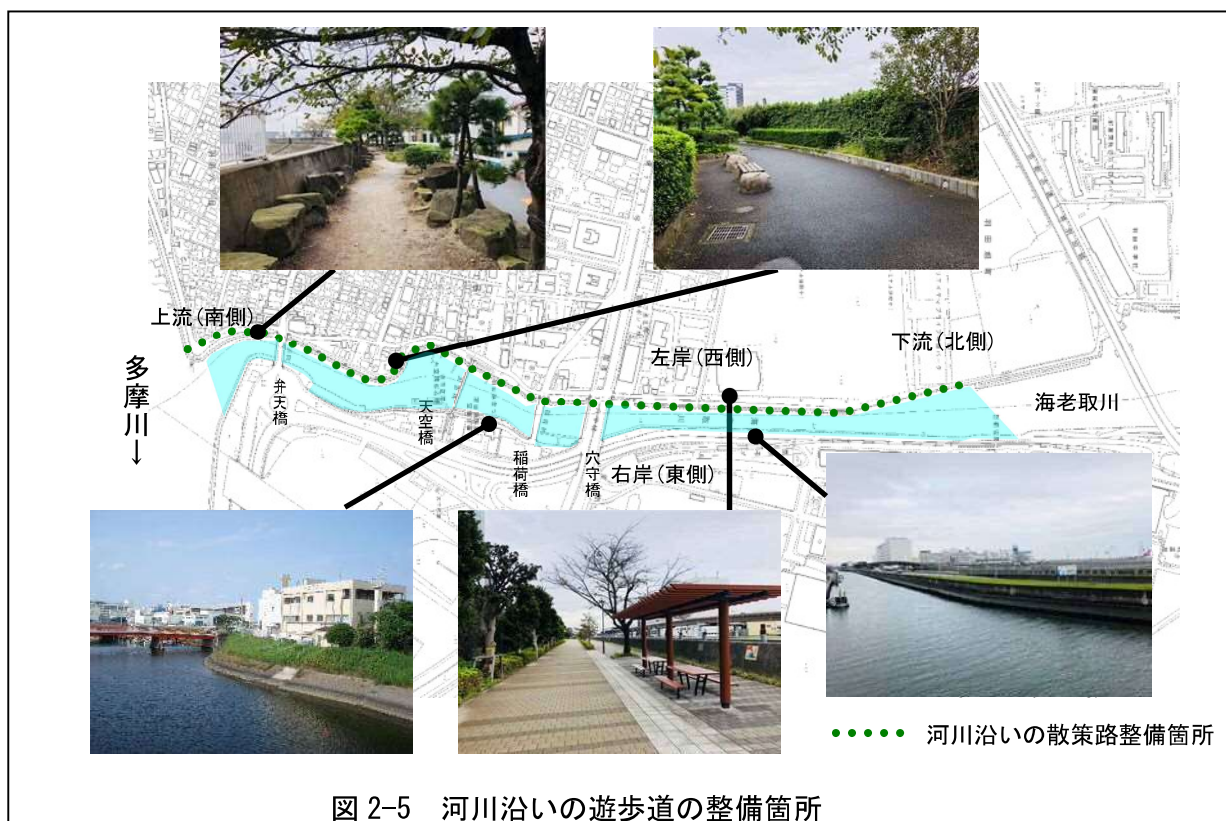 上流(南側)
多摩川→
弁天橋
天空橋
稲荷橋
穴守橋
左岸(西側)
右岸(東側)
下流(北側)
海老取川
河川沿いの散策路整備箇所
図 2-5 河川沿いの遊歩道の整備箇所